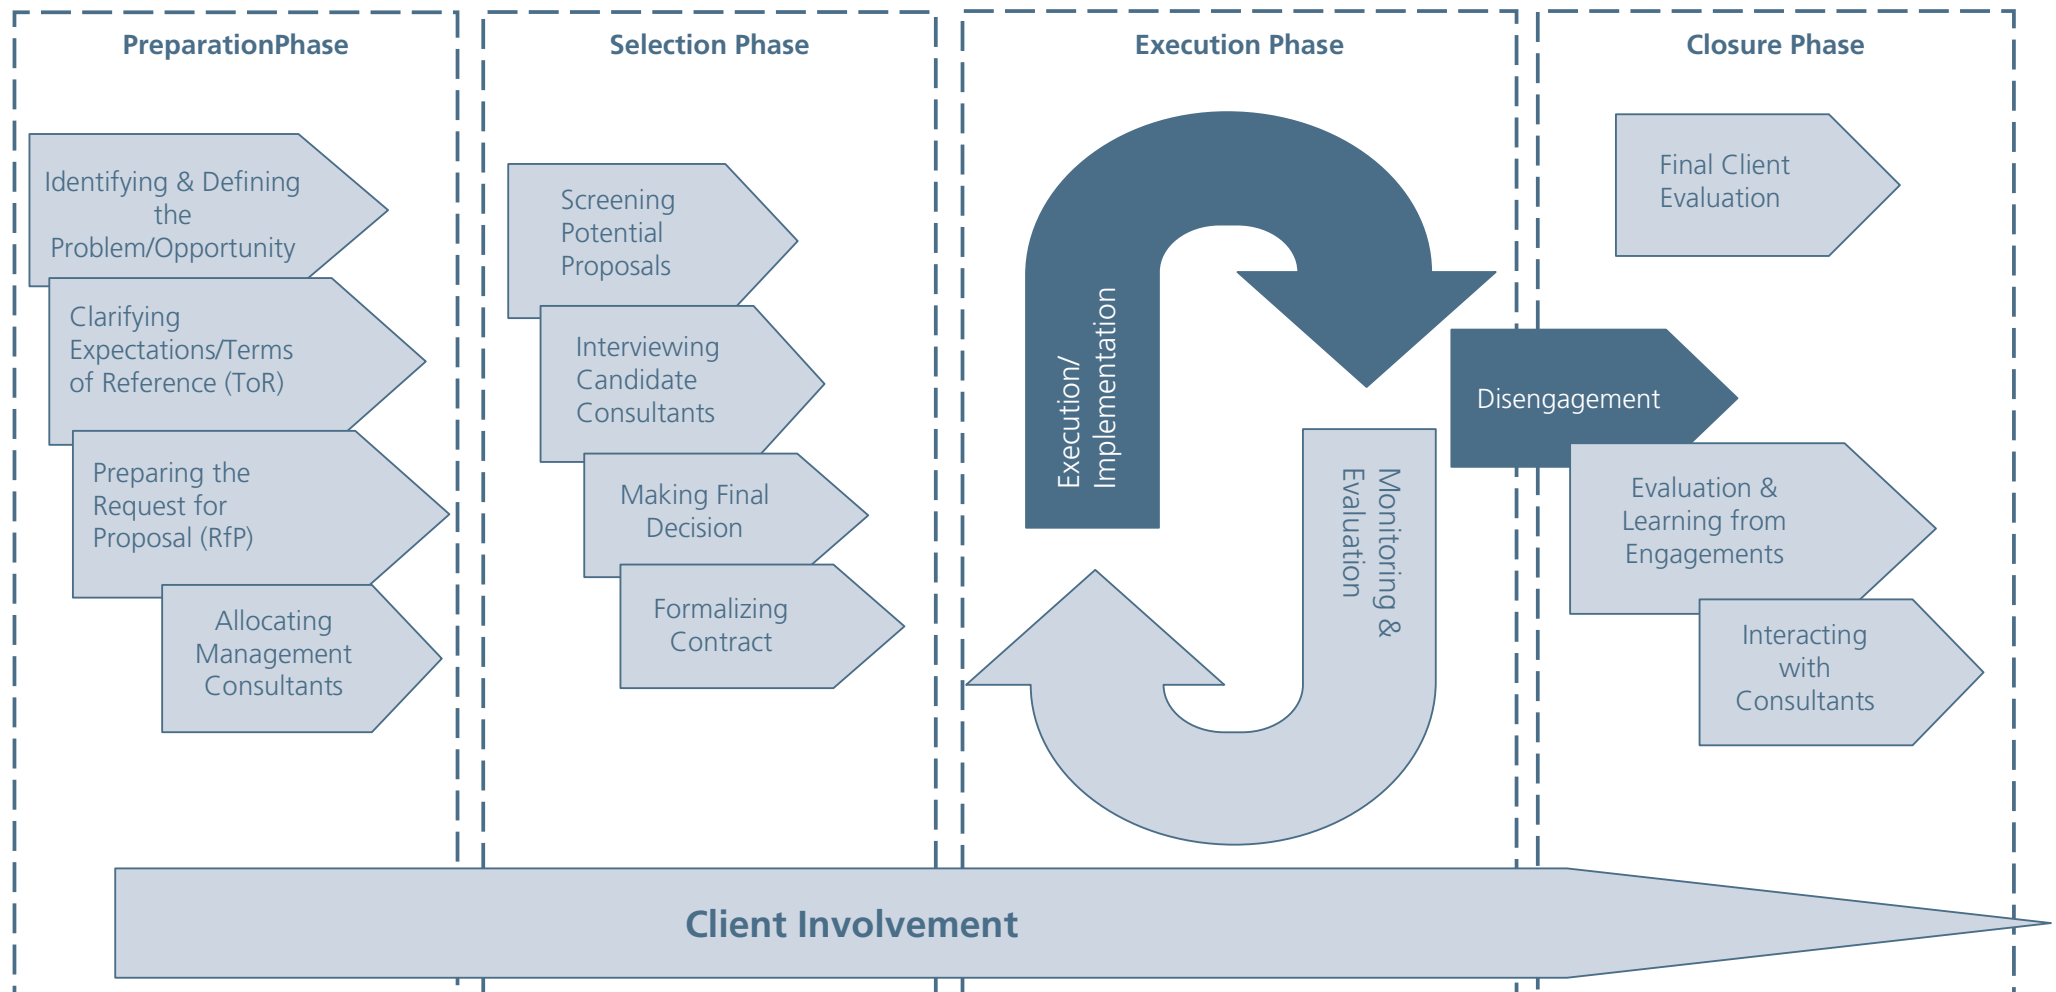 PreparationPhase
Identifying & Defining
the
Problem/Opportunity
Clarifying
Expectations/Terms
of Reference (ToR)
Preparing the
Request for
Proposal (RfP)
Allocating
Management
Consultants
Selection Phase
Screening
Potential
Proposals
Interviewing
Candidate
Consultants
Making Final
Decision
Formalizing
Contract
Execution Phase
Execution/
Implementation
Monitoring &
Evaluation
Disengagement
Closure Phase
Final Client
Evaluation
Evaluation &
Learning from
Engagements
Interacting
with
Consultants
Client Involvement